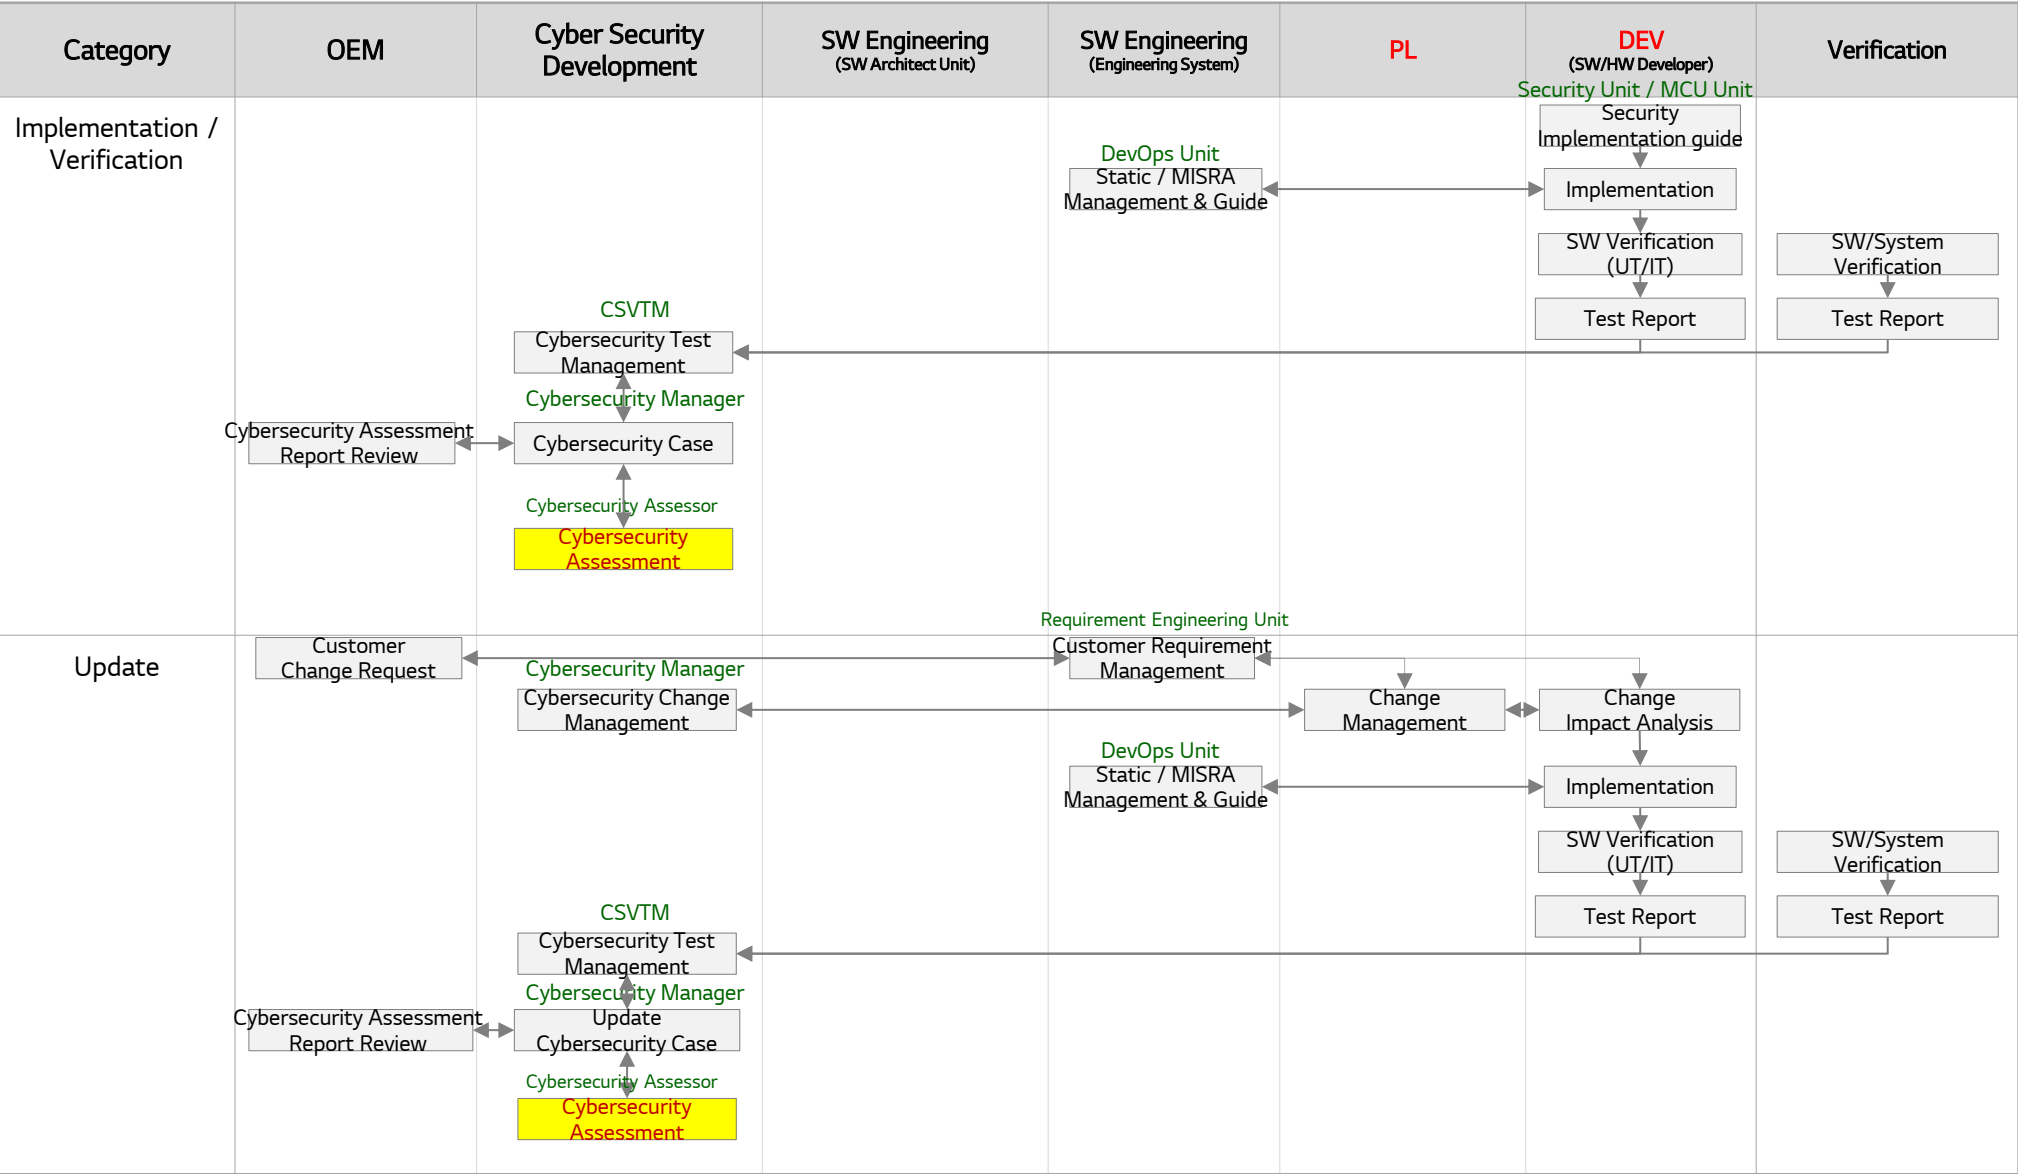 Category
OEM
Cyber Security
Development
SW Engineering
(SW Architect Unit)
SW Engineering
(Engineering System)
PL
DEV
(SW/HW Developer)
Verification
Implementation /
Verification
Security Unit / MCU Unit
Security
Implementation guide
DevOps Unit
Static / MISRA
Management & Guide
Implementation
SW Verification
(UT/IT)
SW/System
Verification
Test Report
Test Report
CSVTM
Cybersecurity Test
Management
Cybersecurity Manager
Cybersecurity Assessment
Report Review
Cybersecurity Case
Cybersecurity Assessor
Cybersecurity
Assessment
Update
Requirement Engineering Unit
Customer
Change Request
Customer Requirement
Management
Cybersecurity Manager
Cybersecurity Change
Management
Change
Management
Change
Impact Analysis
DevOps Unit
Static / MISRA
Management & Guide
Implementation
SW Verification
(UT/IT)
SW/System
Verification
Test Report
Test Report
CSVTM
Cybersecurity Test
Management
Cybersecurity Manager
Cybersecurity Assessment
Report Review
Update
Cybersecurity Case
Cybersecurity Assessor
Cybersecurity
Assessment